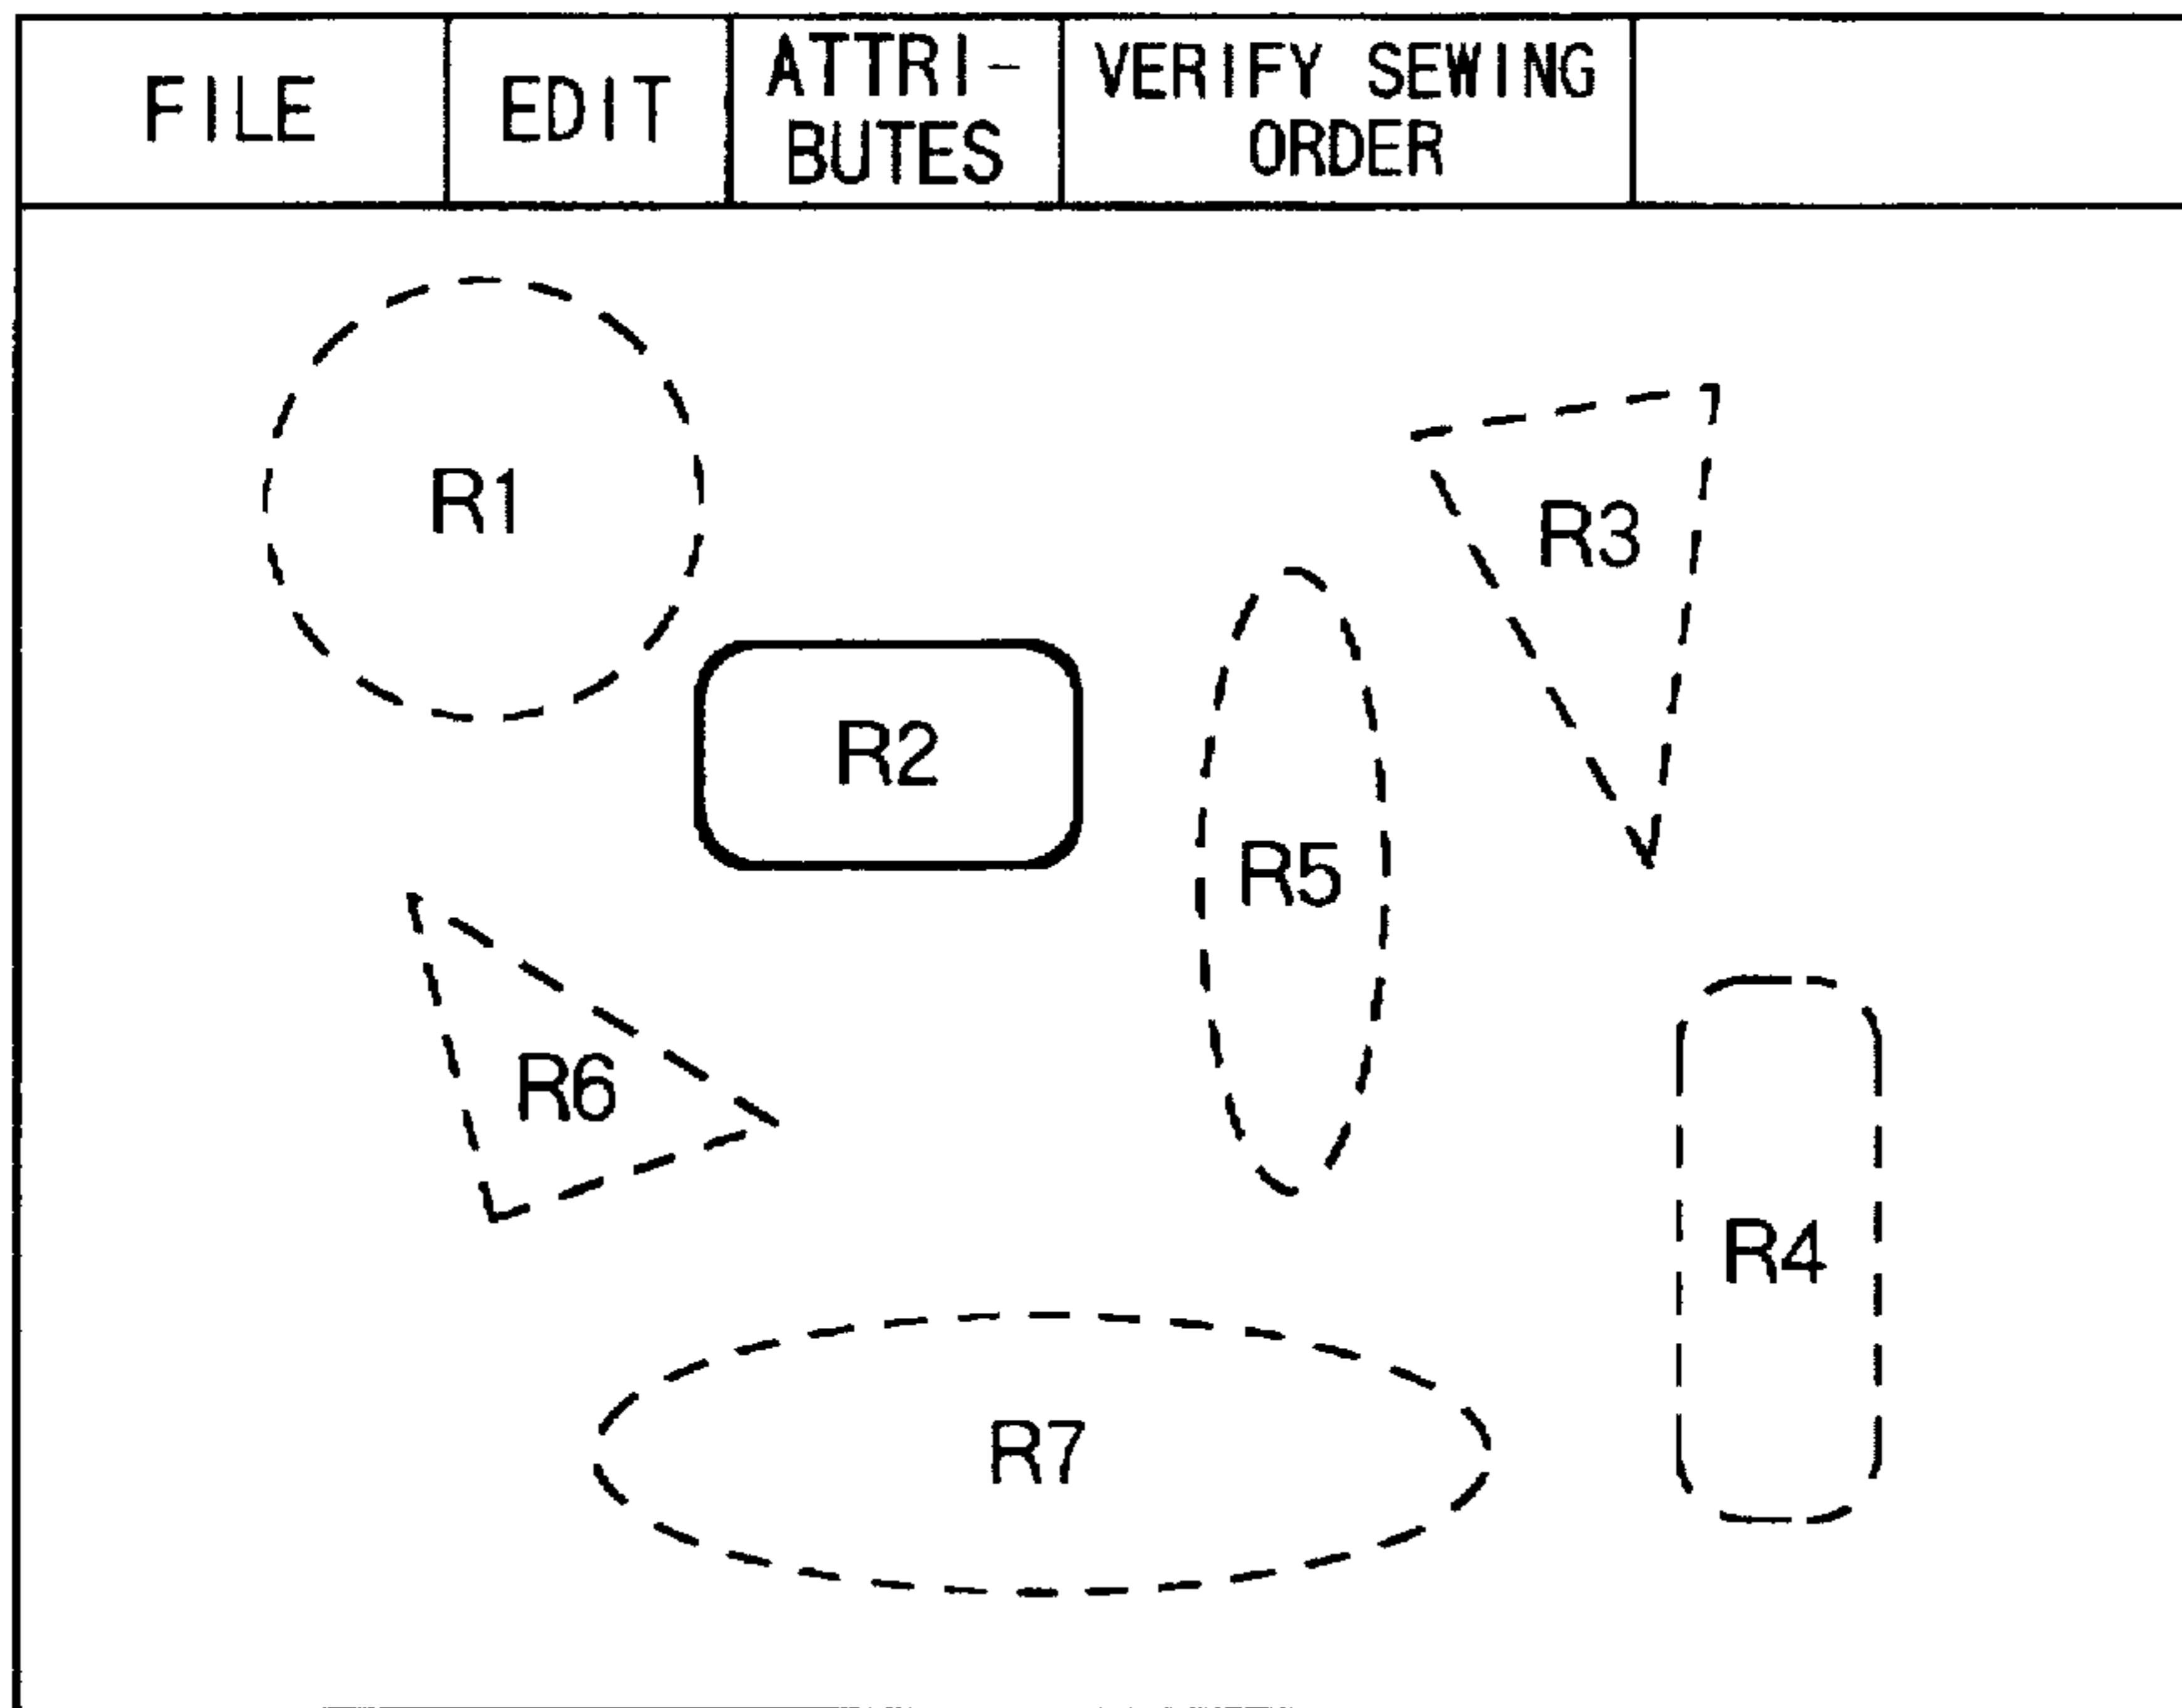 FILE
EDIT
ATTRI-
BUTES
VERIFY SEWING
ORDER
R1
R3
R2
R5
R6
R4
R7